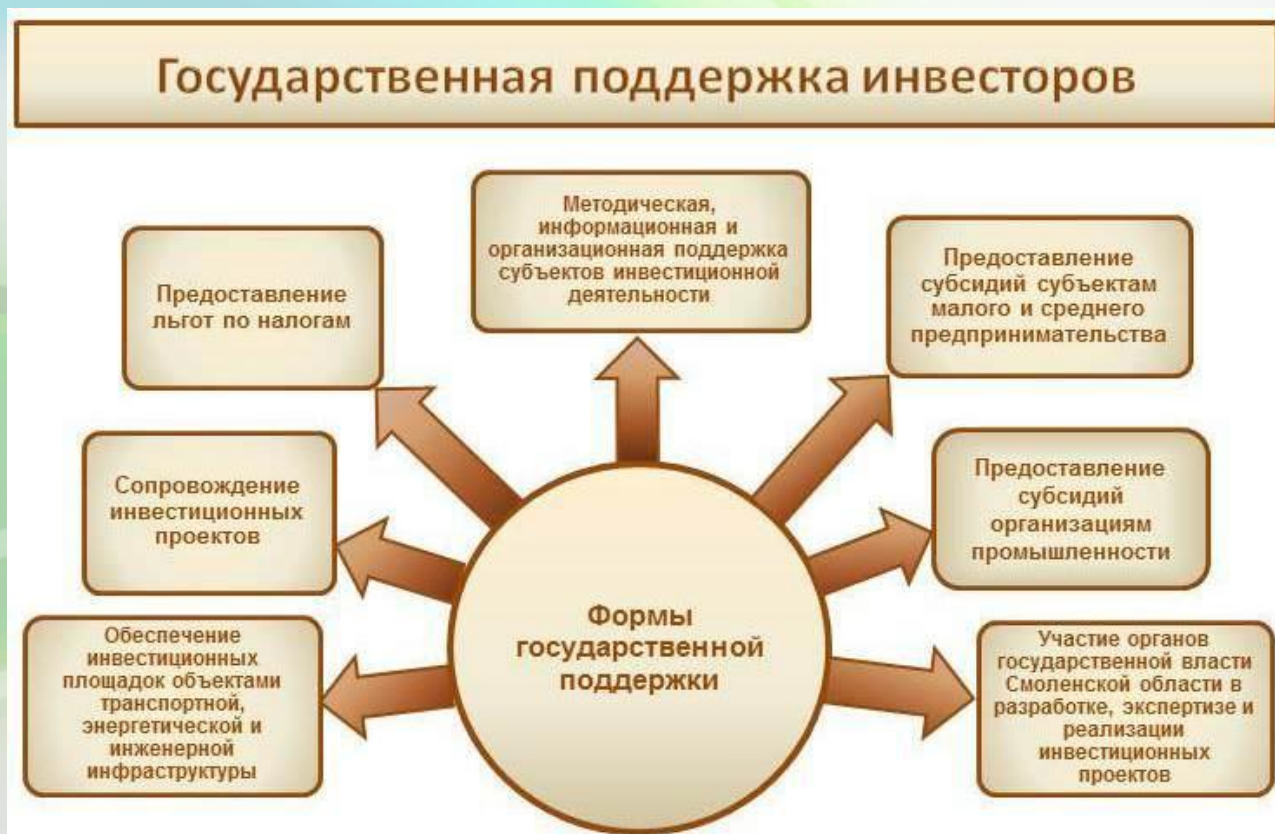 Государственная поддержка инвесторов
Методическая,
информационная и
организационная поддержка
субъектов инвестиционной
деятельности
Предоставление
льгот по налогам
Предоставление
субсидий субъектам
малого и среднего
предпринимательства
Сопровождение
инвестиционных
проектов
Предоставление
субсидий
организациям
промышленности
Обеспечение
инвестиционных
площадок объектами
транспортной,
энергетической и
инженерной
инфраструктуры
Формы
государственной
поддержки
Участие органов
государственной власти
Смоленской области в
разработке, экспертизе и
реализации
инвестиционных
проектов